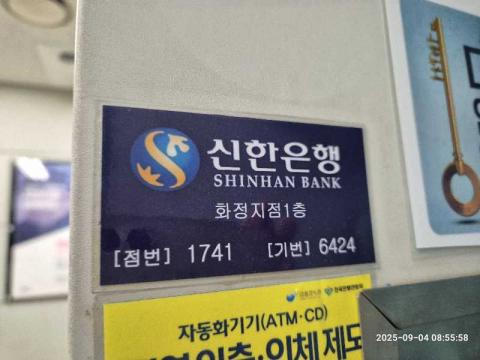 신한은행
SHINHAN BANK
화정지점1층
[점번] 1741 [기번] 6424
자동화기기(ATM·CD)
2025-09-04 08:55:58